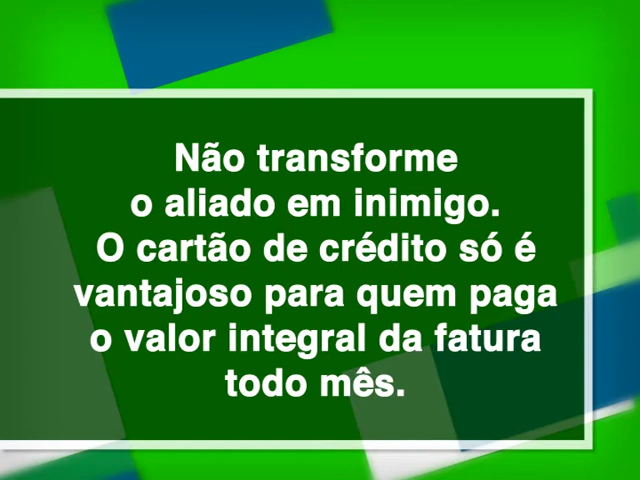 Não transforme
o aliado em inimigo.
O cartão de crédito só é
vantajoso para quem paga
o valor integral da fatura
todo mês.